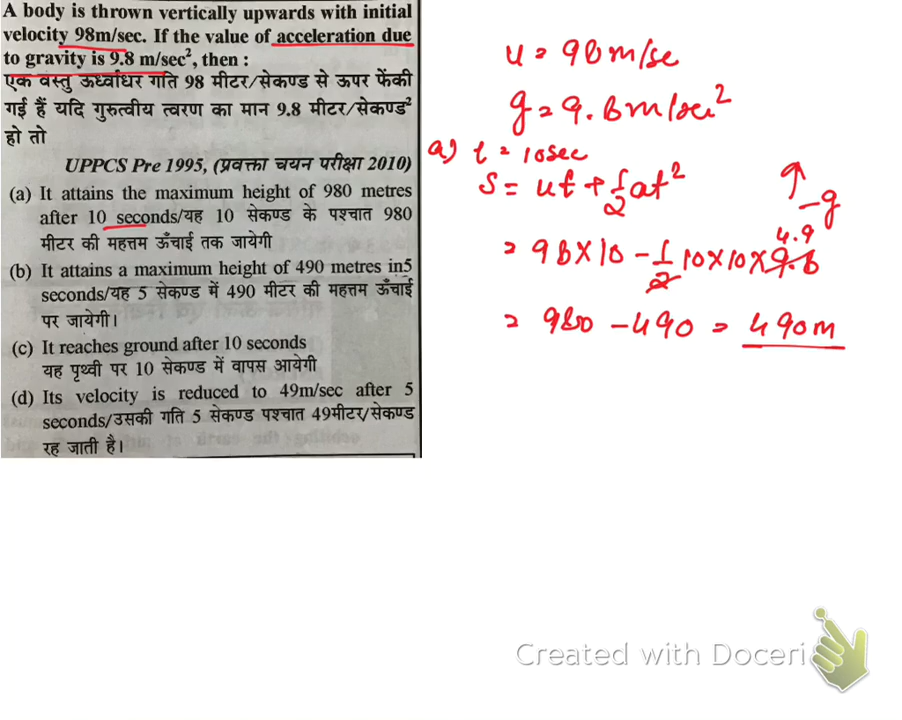 A body is thrown vertically upwards with initial
velocity 98m/sec. If the value of acceleration due
to gravity is 9.8 m/sec², then :
एक वस्तु ऊर्ध्वाधर गति 98 मीटर/सेकण्ड से ऊपर फेंकी
गई हैं यदि गुरुत्वीय त्वरण का मान 9.8 मीटर/सेकण्ड²
हो तो
UPPCS Pre 1995, (प्रवक्ता चयन परीक्षा 2010)
(a) It attains the maximum height of 980 metres
after 10 seconds/यह 10 सेकण्ड के पश्चात 980
मीटर की महत्तम ऊँचाई तक जायेगी
(b) It attains a maximum height of 490 metres in5
seconds/यह 5 सेकण्ड में 490 मीटर की महत्तम ऊँचाई
पर जायेगी।
(c) It reaches ground after 10 seconds
यह पृथ्वी पर 10 सेकण्ड में वापस आयेगी
(d) Its velocity is reduced to 49m/sec after 5
seconds/उसकी गति 5 सेकण्ड पश्चात 49मीटर/सेकण्ड
रह जाती है।
u = 98m/se
g = 9.8m/sec²
a) t = 10sec
S = ut + 1/2 at²
↑ -g
= 98×10 - 1/2 10×10×9.8
4.9
= 980 - 490 = 490m
Created with Doceri